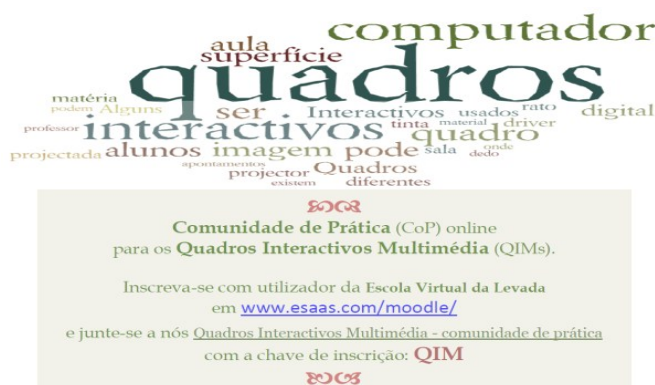 computador
aula
superfície
quadros
matéria
podem Alguns ser Interactivos usados rato digital
professor interactivos tinta material driver
quadro
projectada alunos imagem pode sala onde
dedo
apontamentos
projector Quadros
existem diferentes
Comunidade de Prática (CoP) online
para os Quadros Interactivos Multimédia (QIMs).
Inscreva-se com utilizador da Escola Virtual da Levada
em www.esaas.com/moodle/
e junte-se a nós Quadros Interactivos Multimédia - comunidade de prática
com a chave de inscrição: QIM